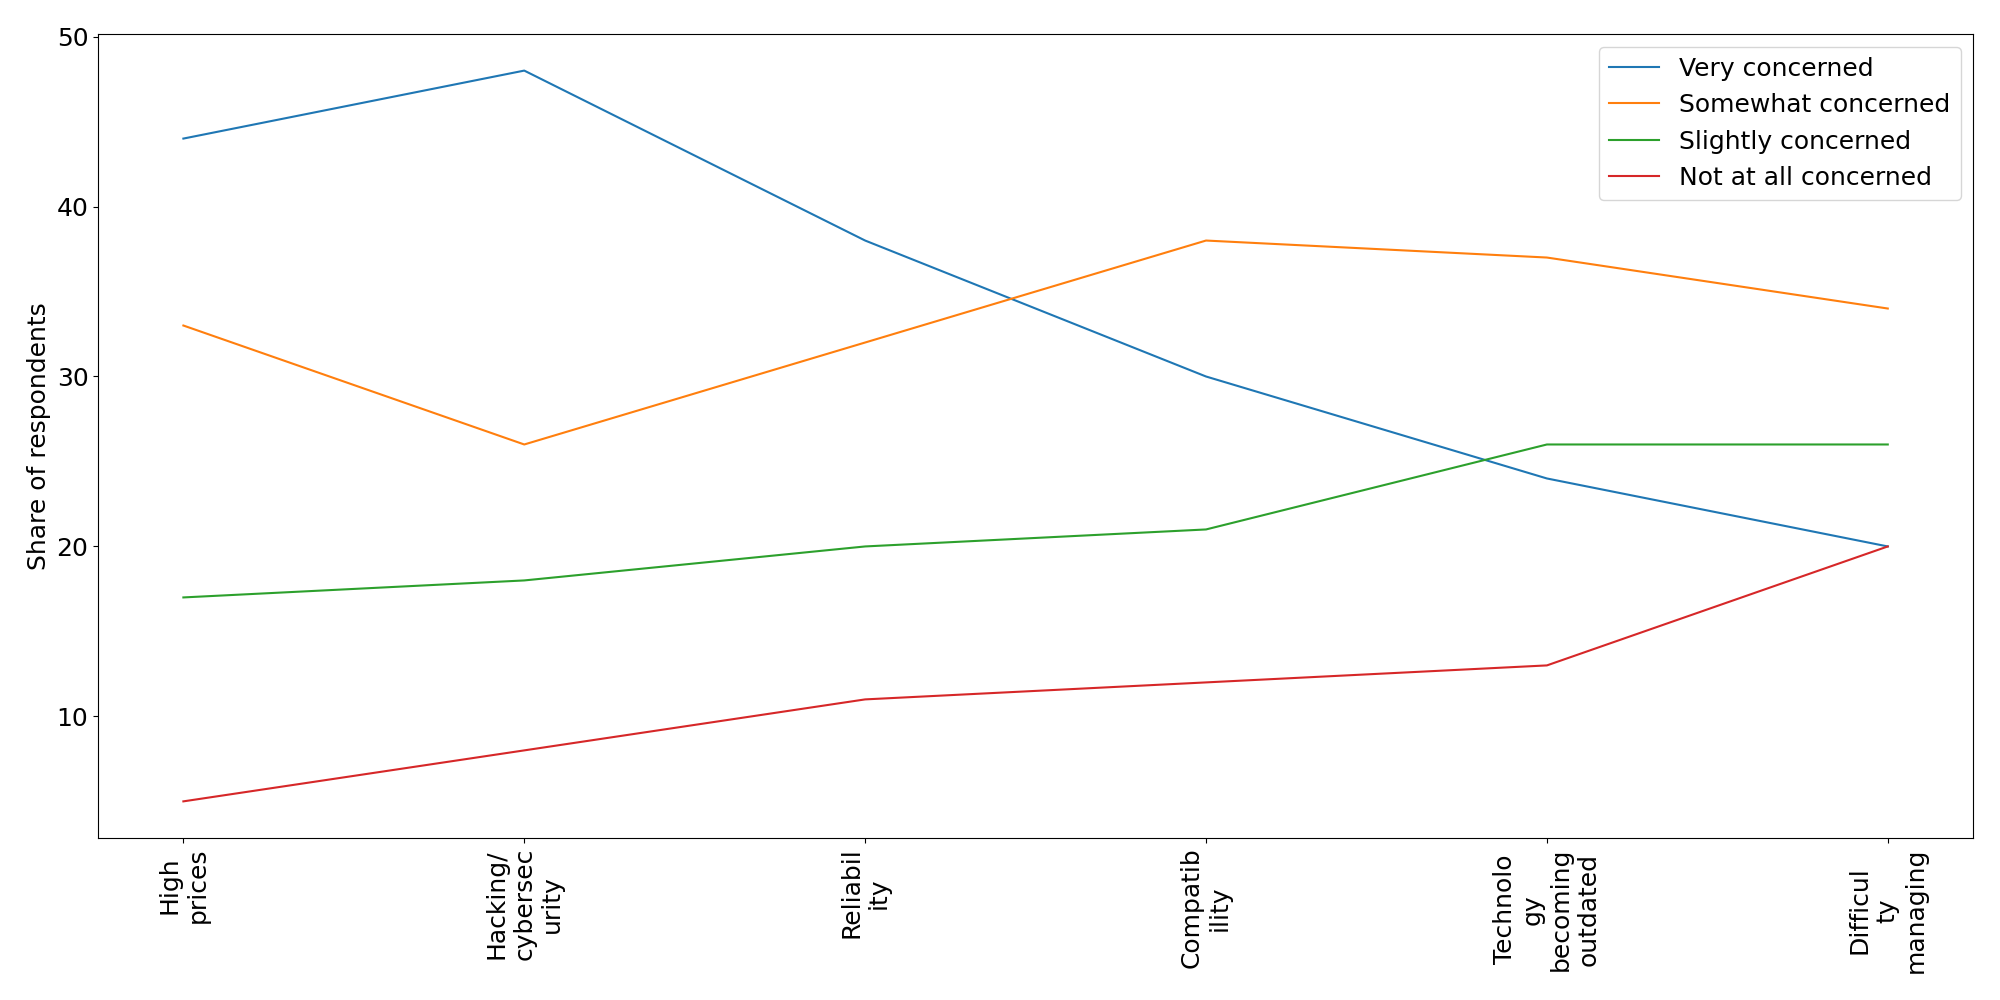 Share of respondents
50
40
30
20
10
Very concerned
Somewhat concerned
Slightly concerned
Not at all concerned
High
prices
Hacking/
cybersec
urity
Reliabil
ity
Compatib
ility
Technolo
gy
becoming
outdated
Difficul
ty
managing